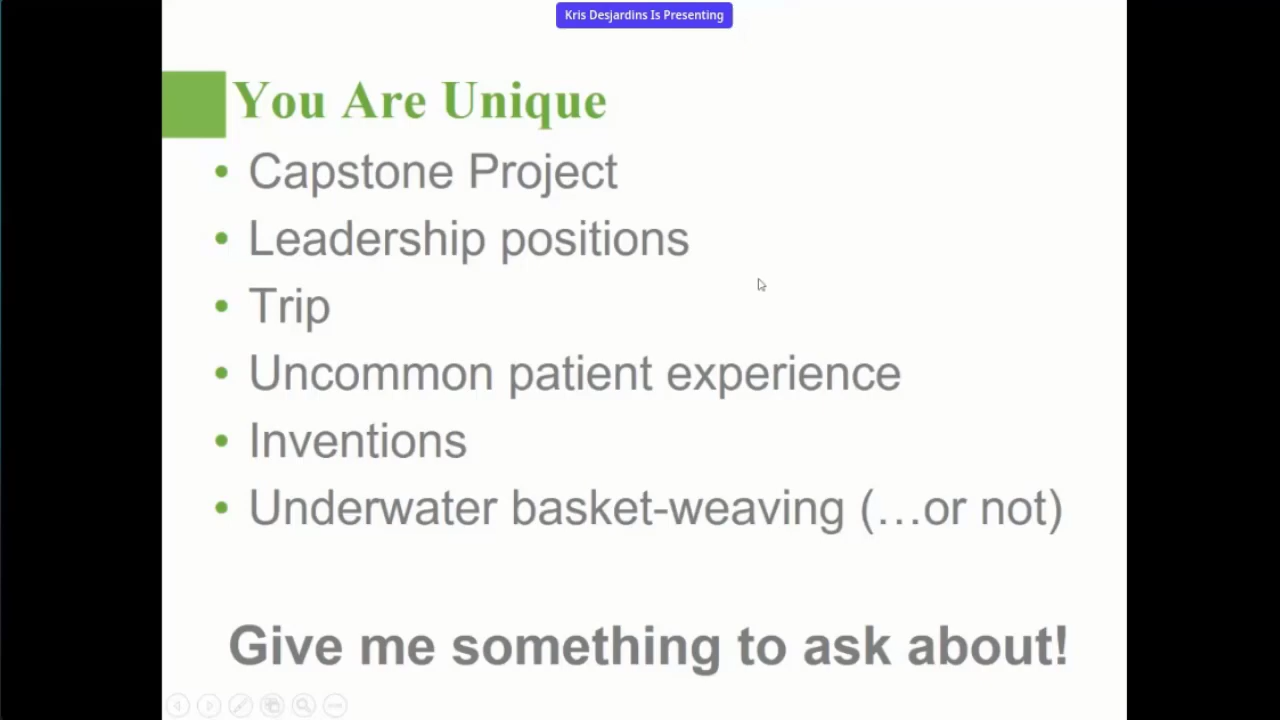 Kris Desjardins Is Presenting
You Are Unique
• Capstone Project
• Leadership positions
• Trip
• Uncommon patient experience
• Inventions
• Underwater basket-weaving (…or not)
Give me something to ask about!